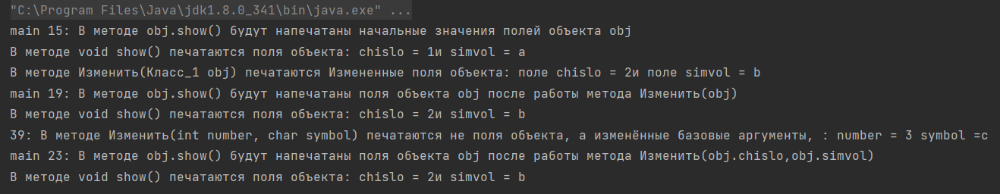 "C:\Program Files\Java\jdk1.8.0_341\bin\java.exe" ...
main 15: В методе obj.show() будут напечатаны начальные значения полей объекта obj
В методе void show() печатаются поля объекта: chislo = 1и simvol = a
В методе Изменить(Класс_1 obj) печатаются Измененные поля объекта: поле chislo = 2и поле simvol = b
main 19: В методе obj.show() будут напечатаны поля объекта obj после работы метода Изменить(obj)
В методе void show() печатаются поля объекта: chislo = 2и simvol = b
39: В методе Изменить(int number, char symbol) печатаются не поля объекта, а изменённые базовые аргументы, : number = 3 symbol =c
main 23: В методе obj.show() будут напечатаны поля объекта obj после работы метода Изменить(obj.chislo,obj.simvol)
В методе void show() печатаются поля объекта: chislo = 2и simvol = b